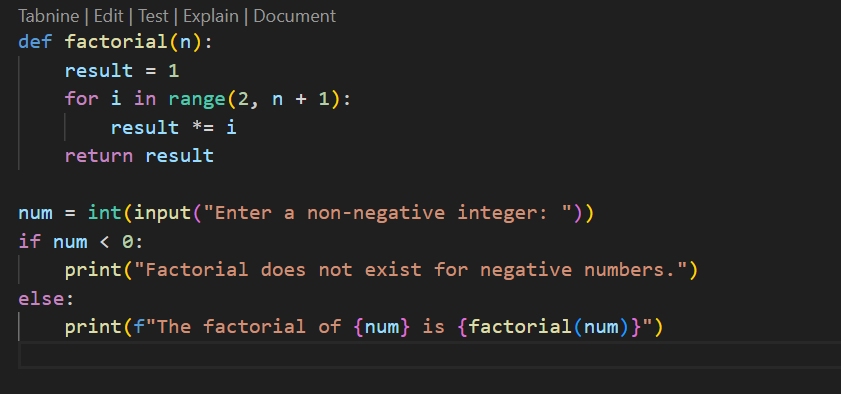 Tabnine | Edit | Test | Explain | Document
def factorial(n):
    result = 1
    for i in range(2, n + 1):
        result *= i
    return result

num = int(input("Enter a non-negative integer: "))
if num < 0:
    print("Factorial does not exist for negative numbers.")
else:
    print(f"The factorial of {num} is {factorial(num)}")